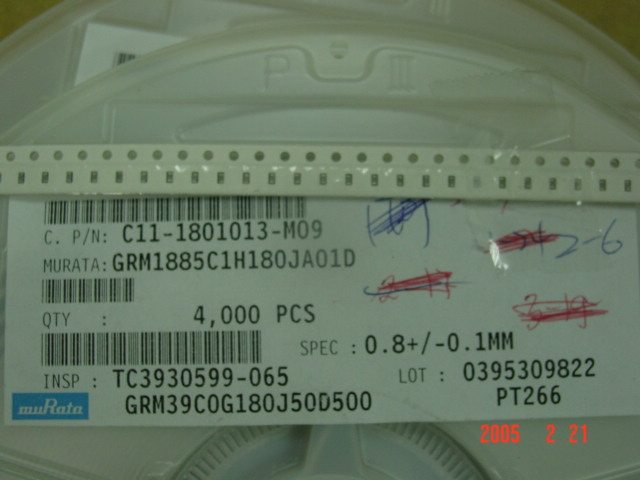 P III
C. P/N: C11-1801013-M09
MURATA: GRM1885C1H180JA01D
2-6
QTY : 4,000 PCS
SPEC : 0.8+/-0.1MM
INSP : TC3930599-065
LOT : 0395309822
muRata
GRM39C0G180J50D500
PT266
2005 2 21